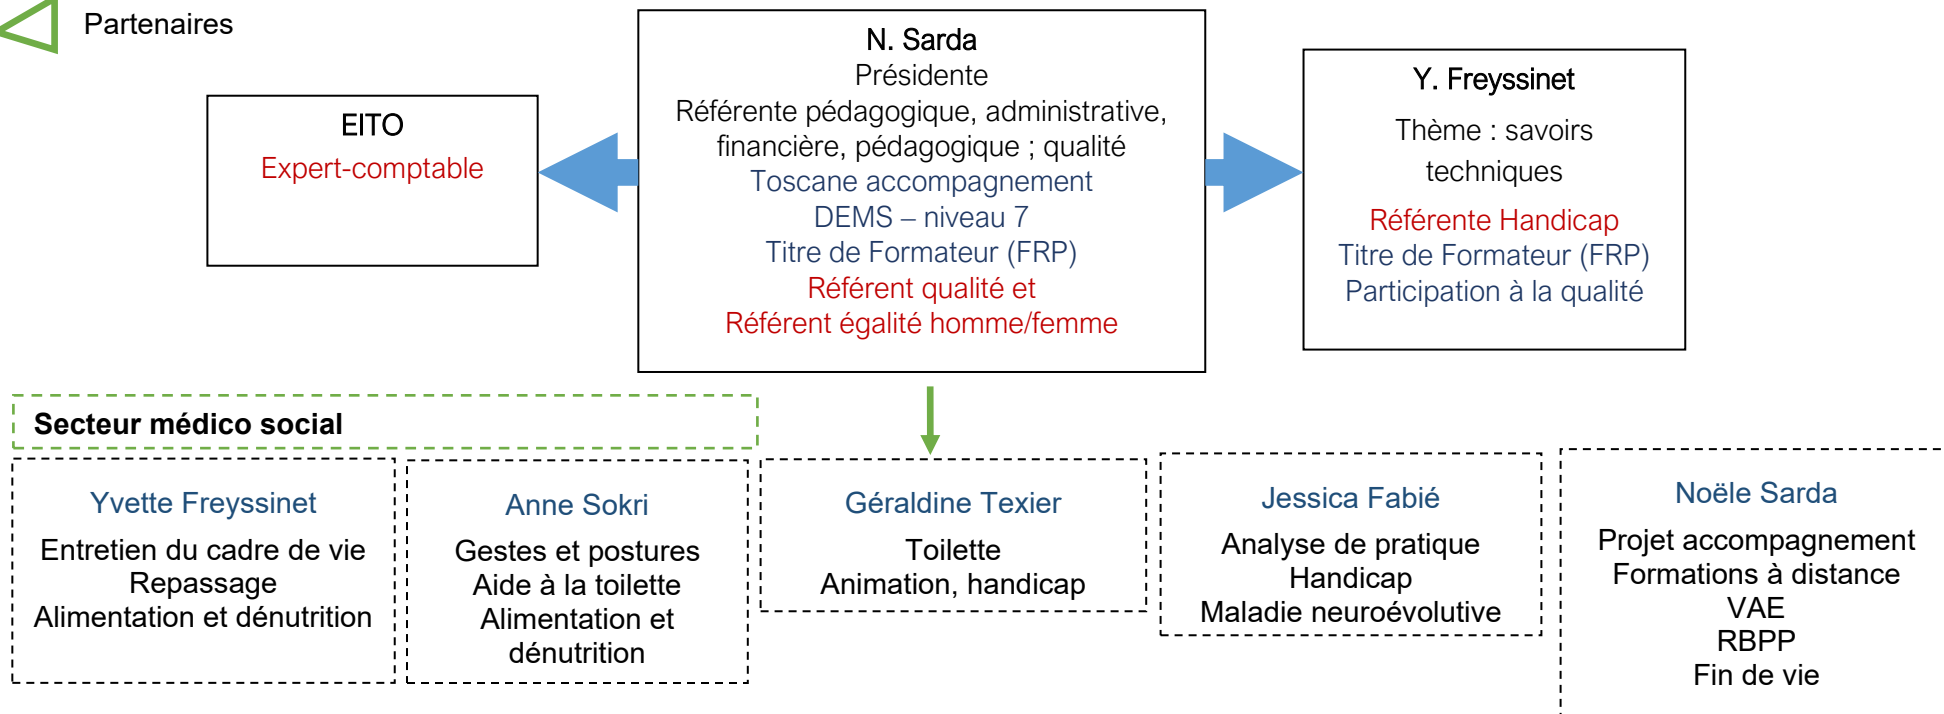 Partenaires
N. Sarda
Présidente
Référente pédagogique, administrative,
financière, pédagogique ; qualité
Toscane accompagnement
DEMS – niveau 7
Titre de Formateur (FRP)
Référent qualité et
Référent égalité homme/femme
EITO
Expert-comptable
Y. Freyssinet
Thème : savoirs
techniques
Référente Handicap
Titre de Formateur (FRP)
Participation à la qualité
Secteur médico social
Yvette Freyssinet
Entretien du cadre de vie
Repassage
Alimentation et dénutrition
Anne Sokri
Gestes et postures
Aide à la toilette
Alimentation et
dénutrition
Géraldine Texier
Toilette
Animation, handicap
Jessica Fabié
Analyse de pratique
Handicap
Maladie neuroévolutive
Noële Sarda
Projet accompagnement
Formations à distance
VAE
RBPP
Fin de vie